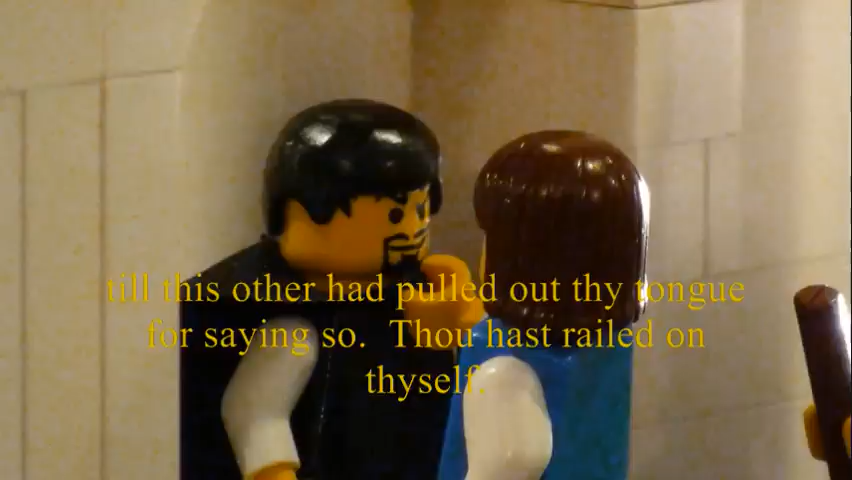 till this other had pulled out thy tongue
for saying so.  Thou hast railed on
thyself.